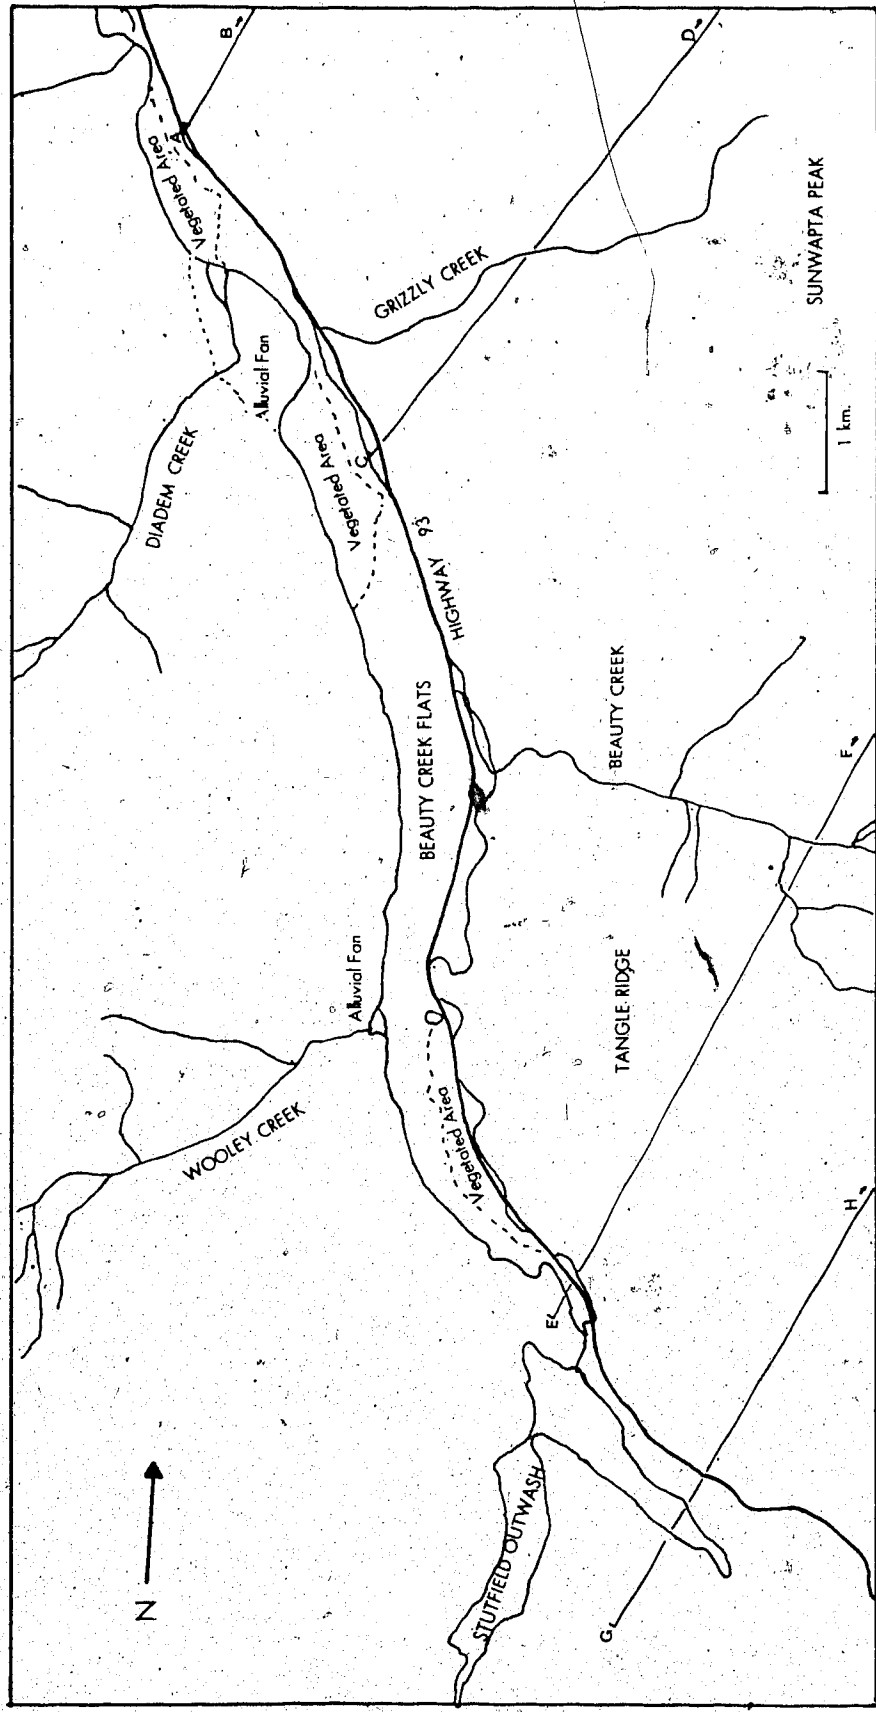 B
D
A
Vegetated Area
SUNWAPTA PEAK
GRIZZLY CREEK
Alluvial Fan
DIADEM CREEK
Vegetated Area
C
1 km.
HIGHWAY 93
BEAUTY CREEK FLATS
BEAUTY CREEK
F
Alluvial Fan
TANGLE RIDGE
WOOLEY CREEK
Vegetated Area
H
E
STUTFIELD OUTWASH
N
G